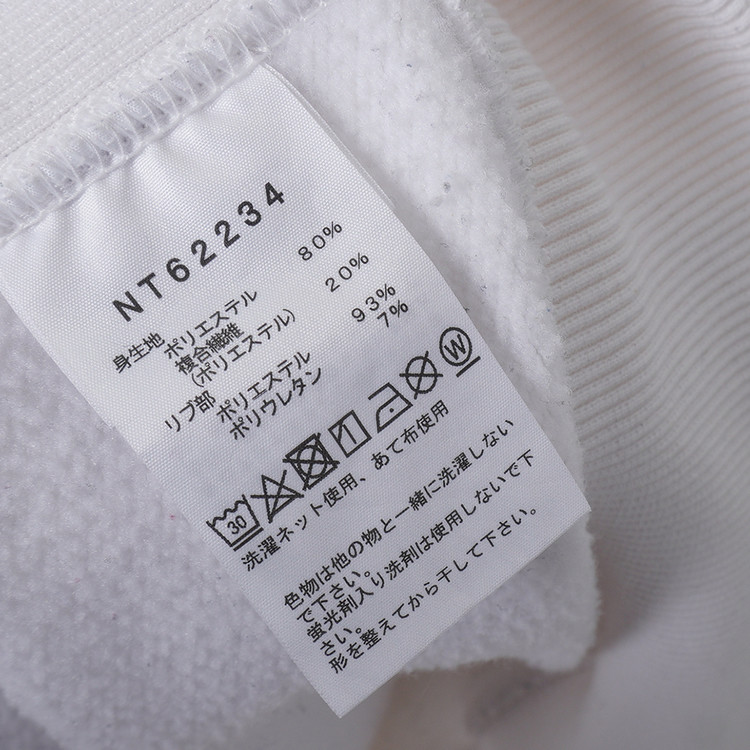 NT62234
身生地 ポリエステル 80%
複合繊維 20%
(ポリエステル)
リブ部 ポリエステル 93%
ポリウレタン 7%
30 W
洗濯ネット使用、あて布使用
色物は他の物と一緒に洗濯しない
で下さい。
蛍光剤入り洗剤は使用しないで下
さい。
形を整えてから干して下さい。